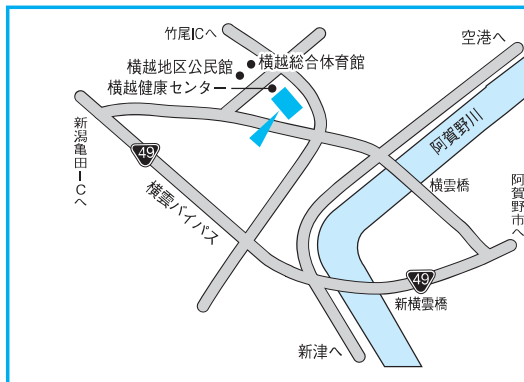 竹尾ICへ
空港へ
横越地区公民館
横越総合体育館
横越健康センター
新潟亀田ICへ
49
横雲バイパス
阿賀野川
横雲橋
阿賀野市へ
49
新横雲橋
新津へ